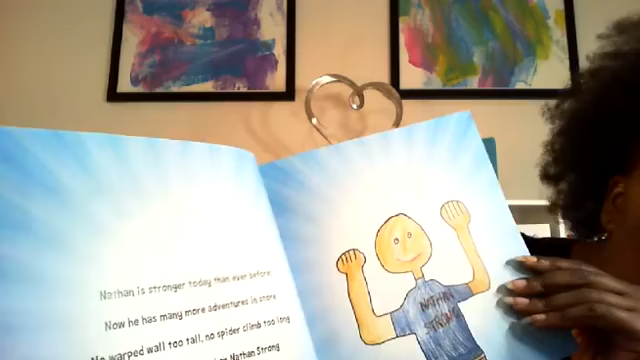 Nathan is stronger today than ever before.
Now he has many more adventures in store
No warped wall too tall, no spider climb too long
Nathan Strong
NATHAN
STRONG